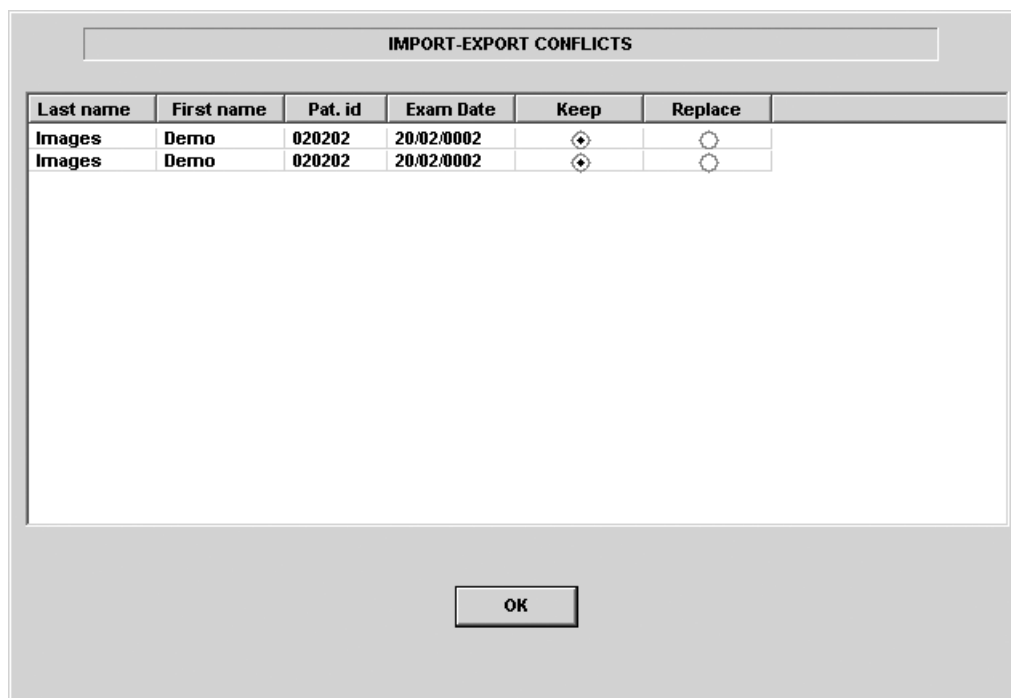 IMPORT-EXPORT CONFLICTS
Last name First name Pat. id Exam Date Keep Replace
Images Demo 020202 20/02/0002
Images Demo 020202 20/02/0002
OK